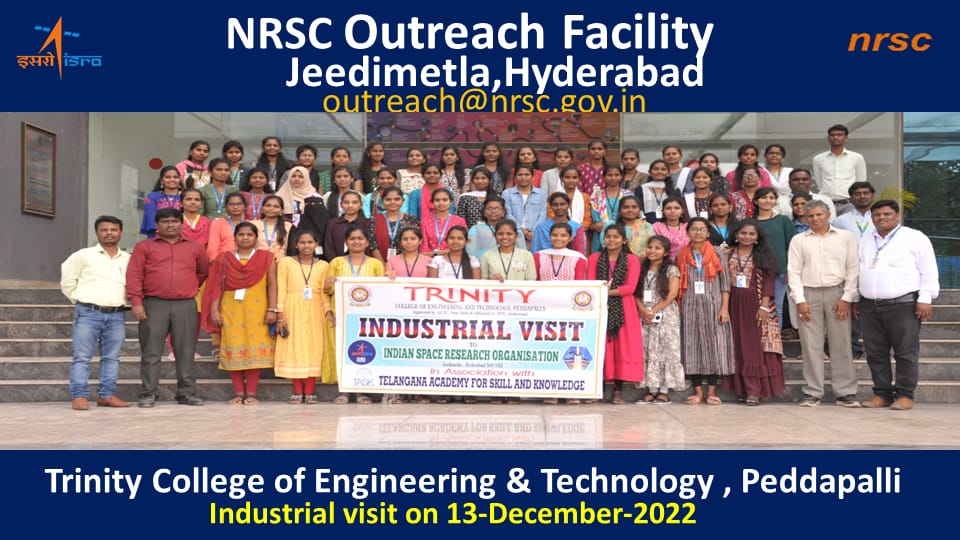 NRSC Outreach Facility
Jeedimetla,Hyderabad
outreach@nrsc.gov.in
इसरो isro
nrsc
TRINITY
COLLEGE OF ENGINEERING AND TECHNOLOGY, PEDDAPALLY
INDUSTRIAL VISIT
TO
INDIAN SPACE RESEARCH ORGANISATION
In Association with
TASK
TELANGANA ACADEMY FOR SKILL AND KNOWLEDGE
Trinity College of Engineering & Technology , Peddapalli
Industrial visit on 13-December-2022